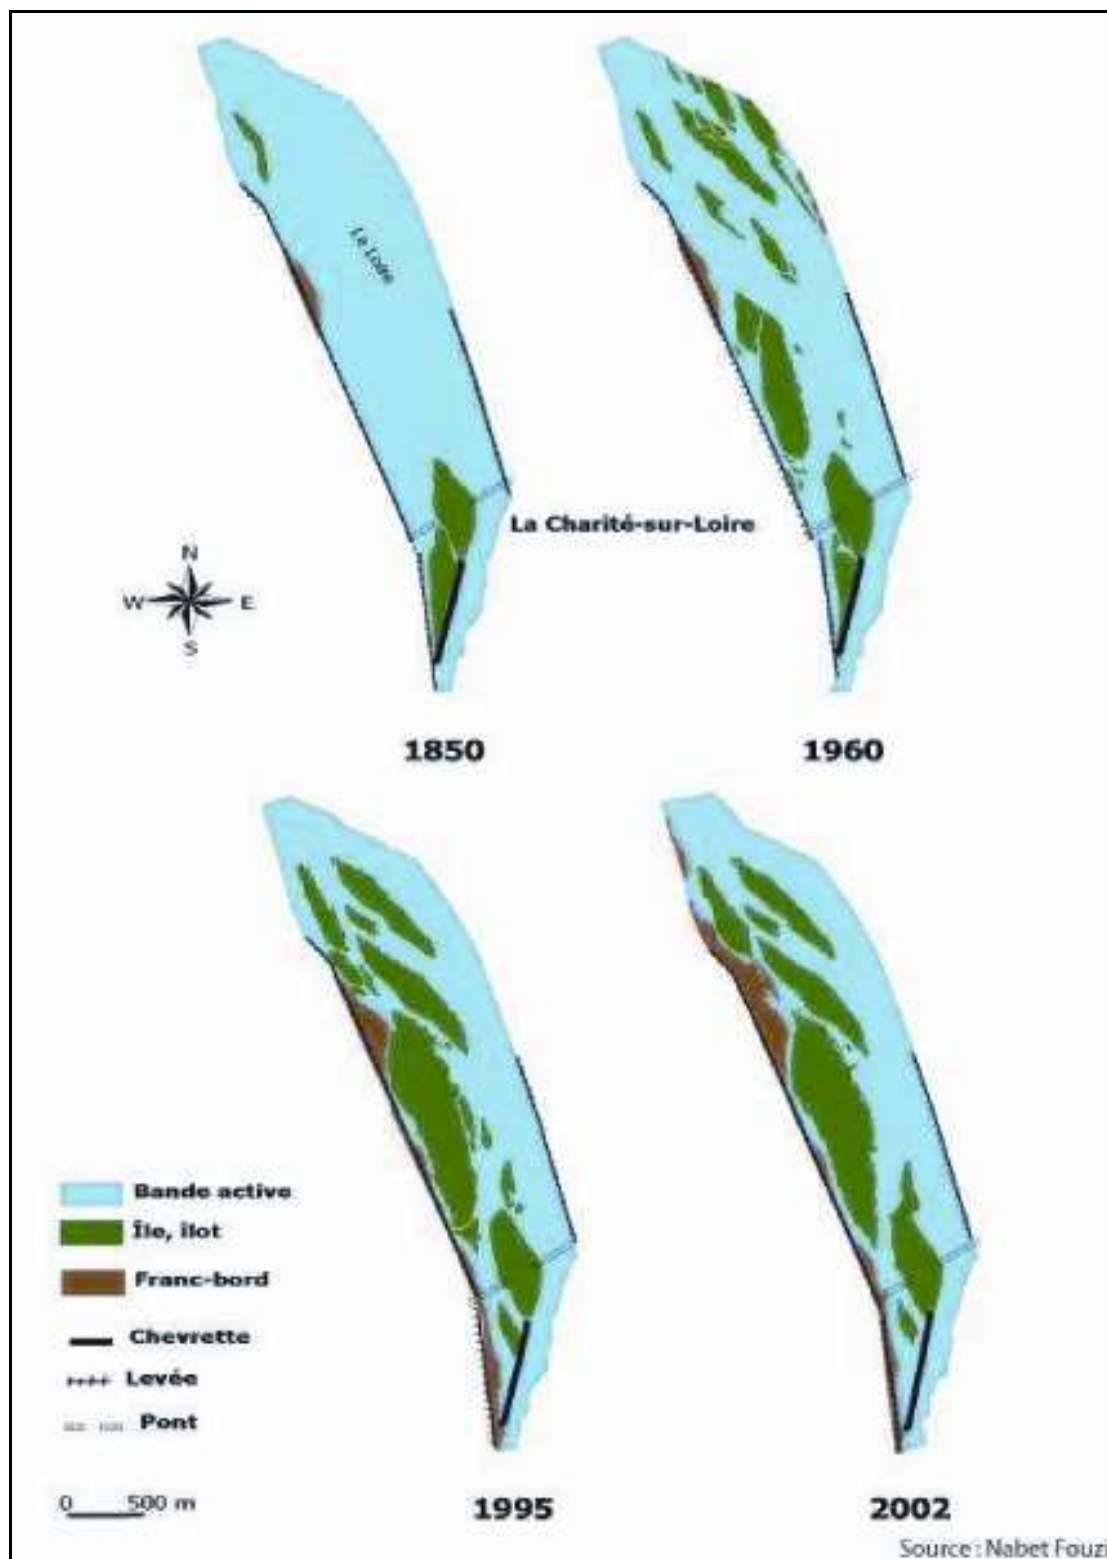 La Loire
La Charité-sur-Loire
N
W E
S
1850
1960
Bande active
Île, îlot
Franc-bord
Chevrette
Levée
Pont
0 500 m
1995
2002
Source : Nabet Fouzi